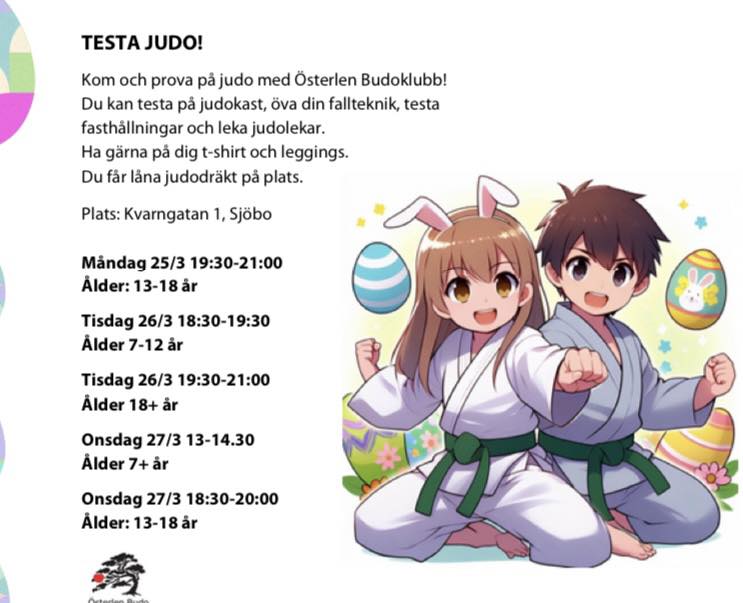 TESTA JUDO!
Kom och prova på judo med Österlen Budoklubb!
Du kan testa på judokast, öva din fallteknik, testa
fasthållningar och leka judolekar.
Ha gärna på dig t-shirt och leggings.
Du får låna judodräkt på plats.
Plats: Kvarngatan 1, Sjöbo
Måndag 25/3 19:30-21:00
Ålder: 13-18 år
Tisdag 26/3 18:30-19:30
Ålder 7-12 år
Tisdag 26/3 19:30-21:00
Ålder 18+ år
Onsdag 27/3 13-14.30
Ålder 7+ år
Onsdag 27/3 18:30-20:00
Ålder: 13-18 år
Österlen Budo